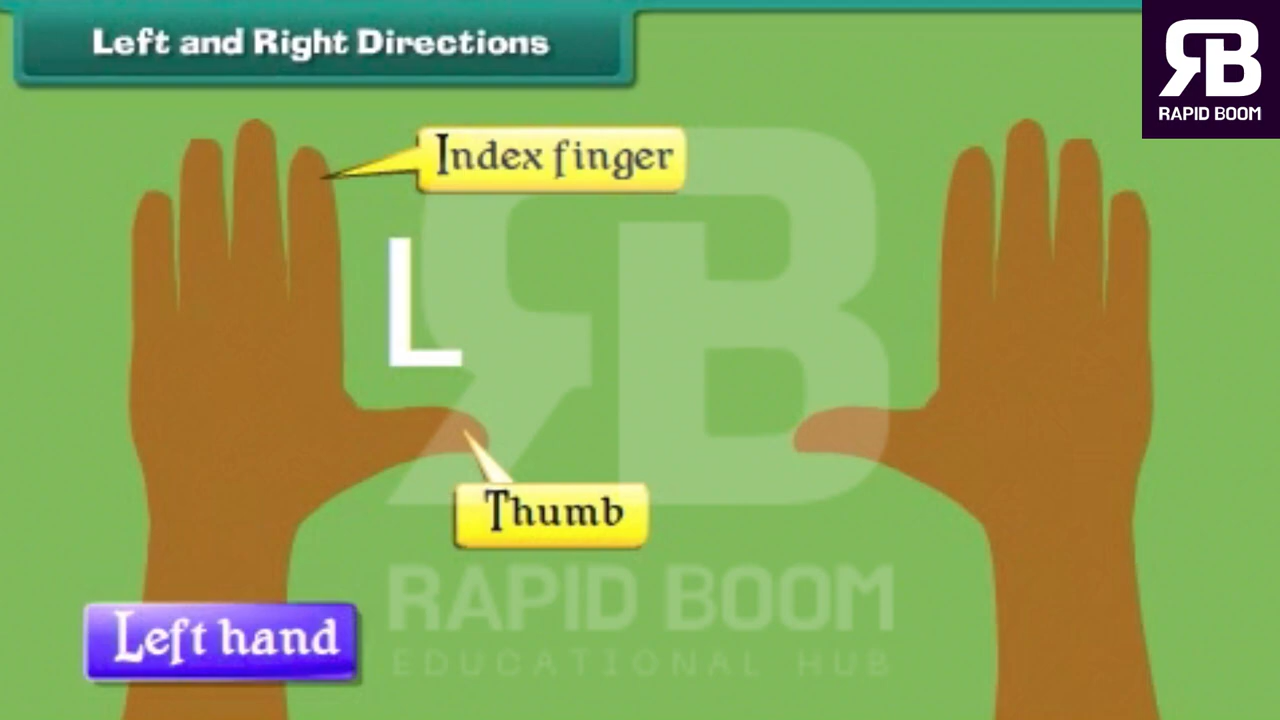 Left and Right Directions
RB
RAPID BOOM
Index finger
L
Thumb
RB
RAPID BOOM
EDUCATIONAL HUB
Left hand